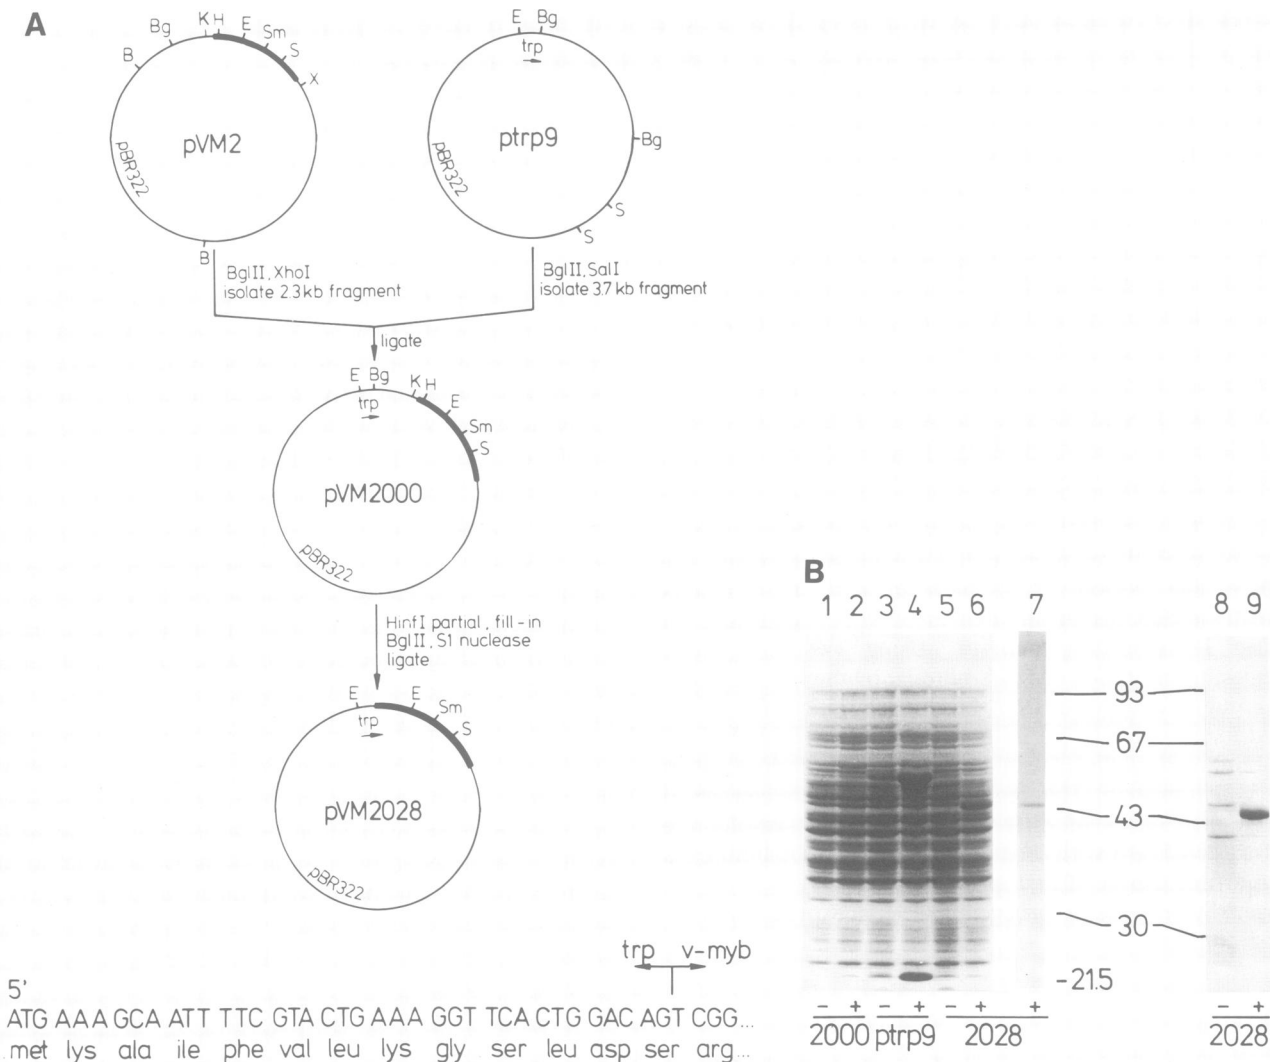 A
K H E Sm S X
Bg
B
pVM2
pBR322
B
E Bg
trp
ptrp9
pBR322
Bg
S
S
BglII, XhoI
isolate 2.3 kb fragment
BglII, SalI
isolate 3.7 kb fragment
ligate
E Bg K H E Sm S
trp
pVM2000
pBR322
HinfI partial, fill-in
BglII, S1 nuclease
ligate
E E Sm S
trp
pVM2028
pBR322
trp v-myb
5'
ATG AAA GCA ATT TTC GTA CTG AAA GGT TCA CTG GAC AGT CGG...
met lys ala ile phe val leu lys gly ser leu asp ser arg...
B
1 2 3 4 5 6 7 8 9
93
67
43
30
-21.5
- + - + - + + - +
2000 ptrp9 2028 2028